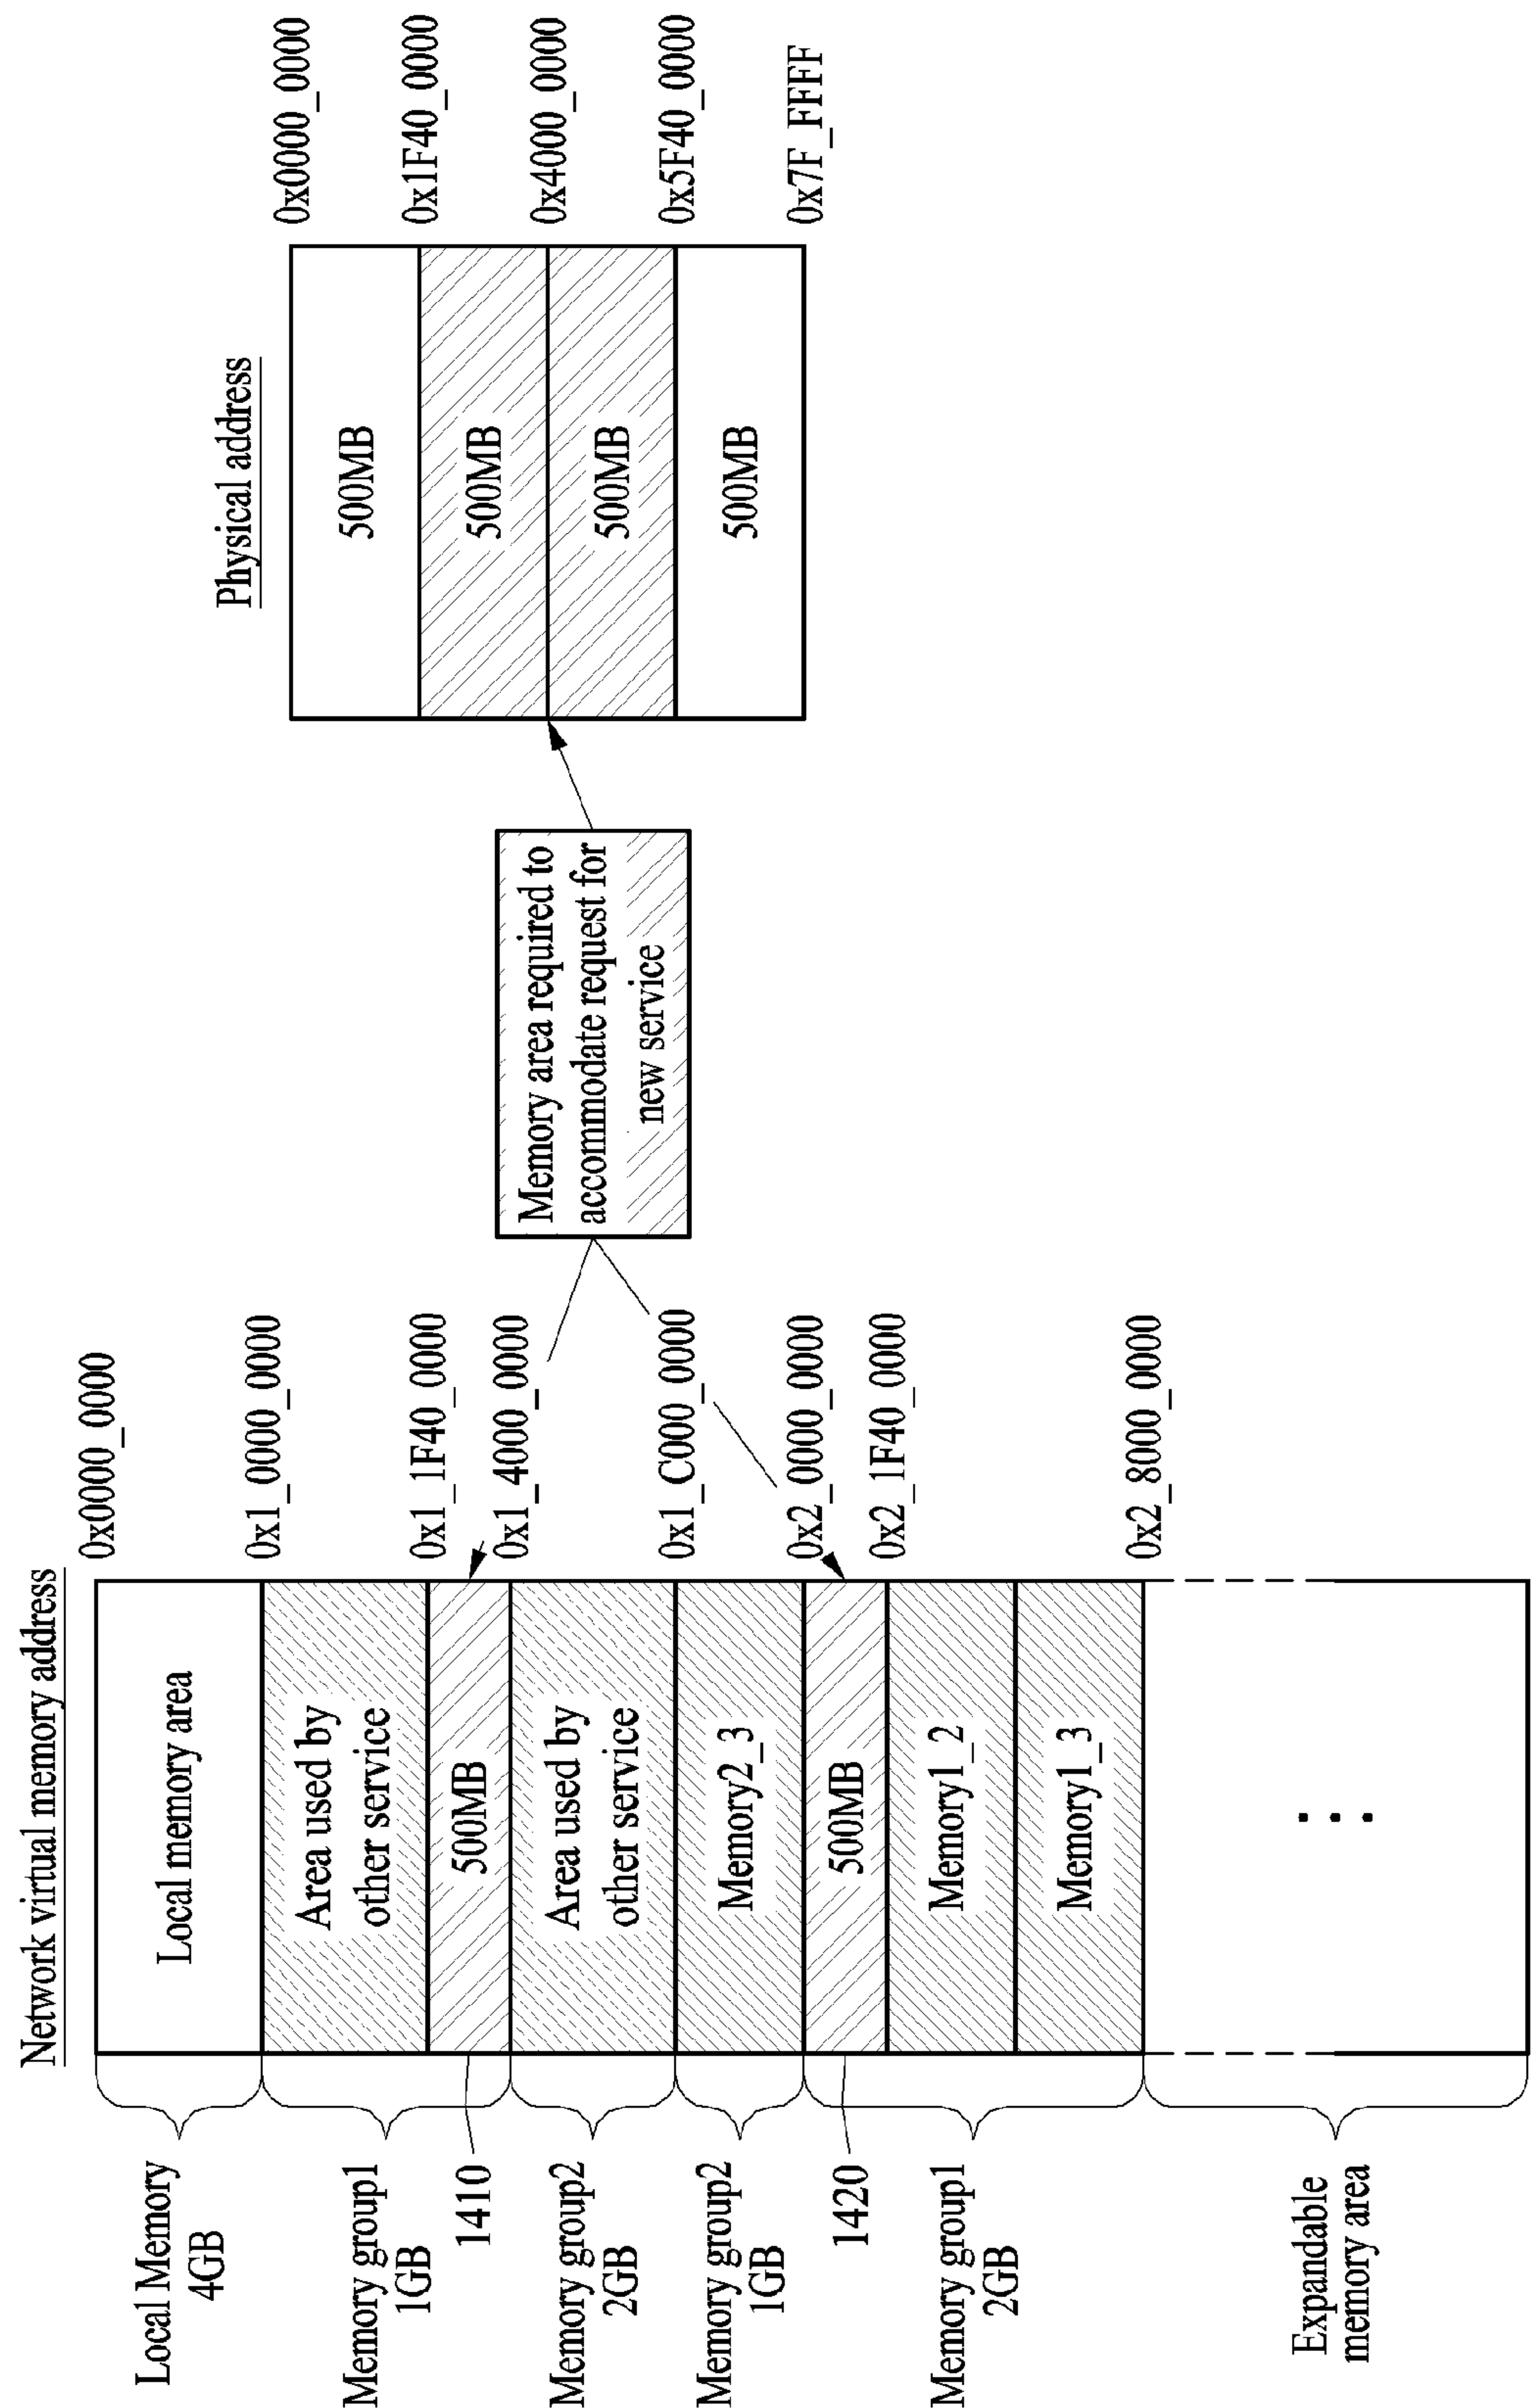 Network virtual memory address
Local Memory
4GB
Local memory area
0x0000_0000
0x1_0000_0000
Memory group1
1GB
Area used by
other service
0x1_1F40_0000
1410
500MB
0x1_4000_0000
Memory group2
2GB
Area used by
other service
0x1_C000_0000
Memory group2
1GB
Memory2_3
0x2_0000_0000
1420
500MB
0x2_1F40_0000
Memory group1
2GB
Memory1_2
Memory1_3
0x2_8000_0000
Expandable
memory area
Memory area required to
accommodate request for
new service
Physical address
0x0000_0000
500MB
0x1F40_0000
500MB
0x4000_0000
500MB
0x5F40_0000
500MB
0x7F_FFFF